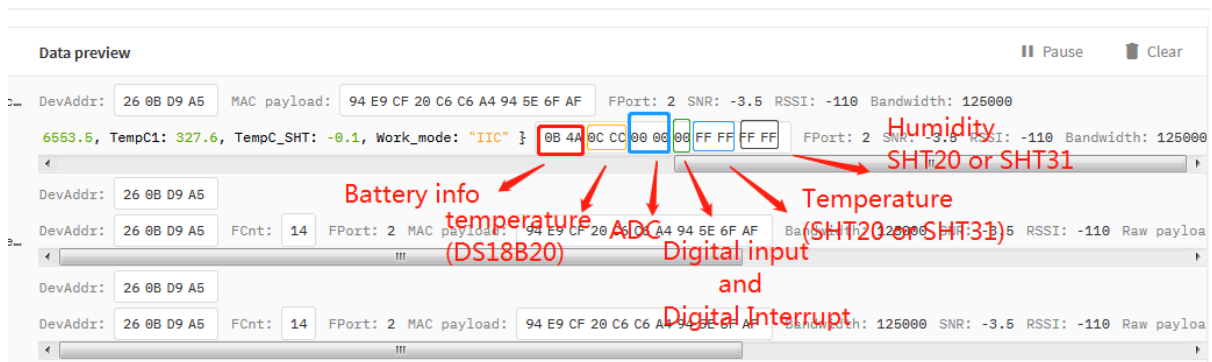 Data preview
Pause
Clear
DevAddr: 26 0B D9 A5 MAC payload: 94 E9 CF 20 C6 C6 A4 94 5E 6F AF FPort: 2 SNR: -3.5 RSSI: -110 Bandwidth: 125000
6553.5, TempC1: 327.6, TempC_SHT: -0.1, Work_mode: "IIC" } 0B 4A 0C CC 00 00 00 FF FF FF FF FPort: 2 SNR: -3.5 RSSI: -110 Bandwidth: 125000
Humidity
SHT20 or SHT31
DevAddr: 26 0B D9 A5
Battery info
temperature
(DS18B20)
ADC
Digital input
and
Digital Interrupt
Temperature
(SHT20 or SHT31)
DevAddr: 26 0B D9 A5 FCnt: 14 FPort: 2 MAC payload: 94 E9 CF 20 C6 C6 A4 94 5E 6F AF Bandwidth: 125000 SNR: -3.5 RSSI: -110 Raw payloa
DevAddr: 26 0B D9 A5
DevAddr: 26 0B D9 A5 FCnt: 14 FPort: 2 MAC payload: 94 E9 CF 20 C6 C6 A4 94 5E 6F AF Bandwidth: 125000 SNR: -3.5 RSSI: -110 Raw payloa